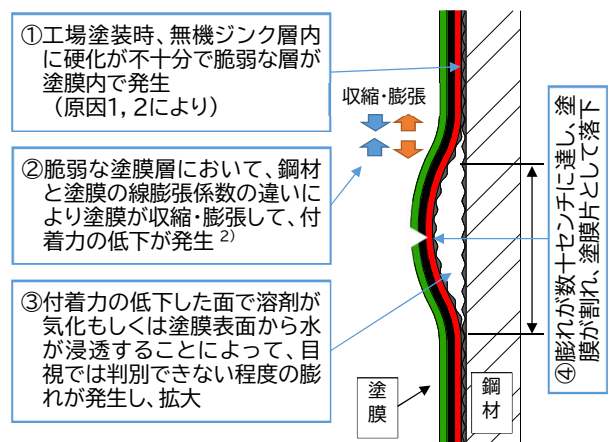 ①工場塗装時、無機ジンク層内
に硬化が不十分で脆弱な層が
塗膜内で発生
（原因1，2により）
収縮・膨張
②脆弱な塗膜層において、鋼材
と塗膜の線膨張係数の違いに
より塗膜が収縮・膨張して、付
着力の低下が発生 2)
③付着力の低下した面で溶剤が
気化もしくは塗膜表面から水
が浸透することによって、目
視では判別できない程度の膨
れが発生し、拡大
塗膜
鋼材
④膨れが数十センチに達し、塗
膜が割れ、塗膜片として落下